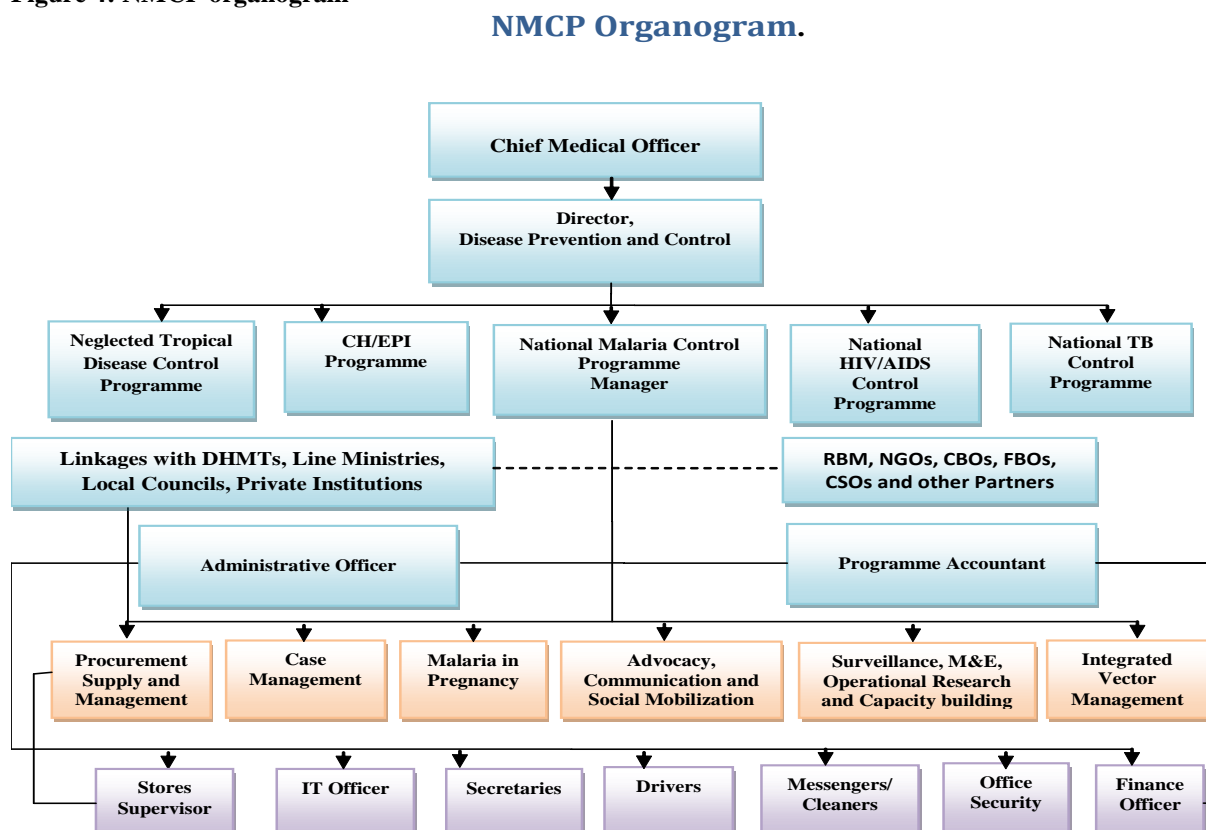 Figure 4: NMCP organogram
NMCP Organogram.
Chief Medical Officer
Director,
Disease Prevention and Control
Neglected Tropical
Disease Control
Programme
CH/EPI
Programme
National Malaria Control
Programme
Manager
National
HIV/AIDS
Control
Programme
National TB
Control
Programme
Linkages with DHMTs, Line Ministries,
Local Councils, Private Institutions
RBM, NGOs, CBOs, FBOs,
CSOs and other Partners
Administrative Officer
Programme Accountant
Procurement
Supply and
Management
Case
Management
Malaria in
Pregnancy
Advocacy,
Communication and
Social Mobilization
Surveillance, M&E,
Operational Research
and Capacity building
Integrated
Vector
Management
Stores
Supervisor
IT Officer
Secretaries
Drivers
Messengers/
Cleaners
Office
Security
Finance
Officer